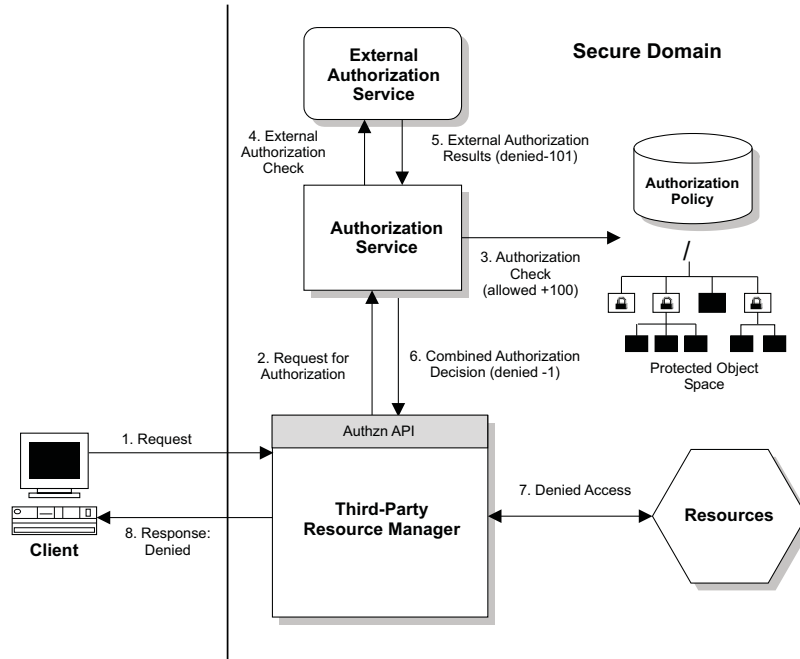 External
Authorization
Service
Secure Domain
4. External
Authorization
Check
5. External Authorization
Results (denied-101)
Authorization
Policy
Authorization
Service
3. Authorization
Check
(allowed +100)
/
2. Request for
Authorization
6. Combined Authorization
Decision (denied -1)
Protected Object
Space
Authzn API
1. Request
Third-Party
Resource Manager
7. Denied Access
Resources
8. Response:
Denied
Client